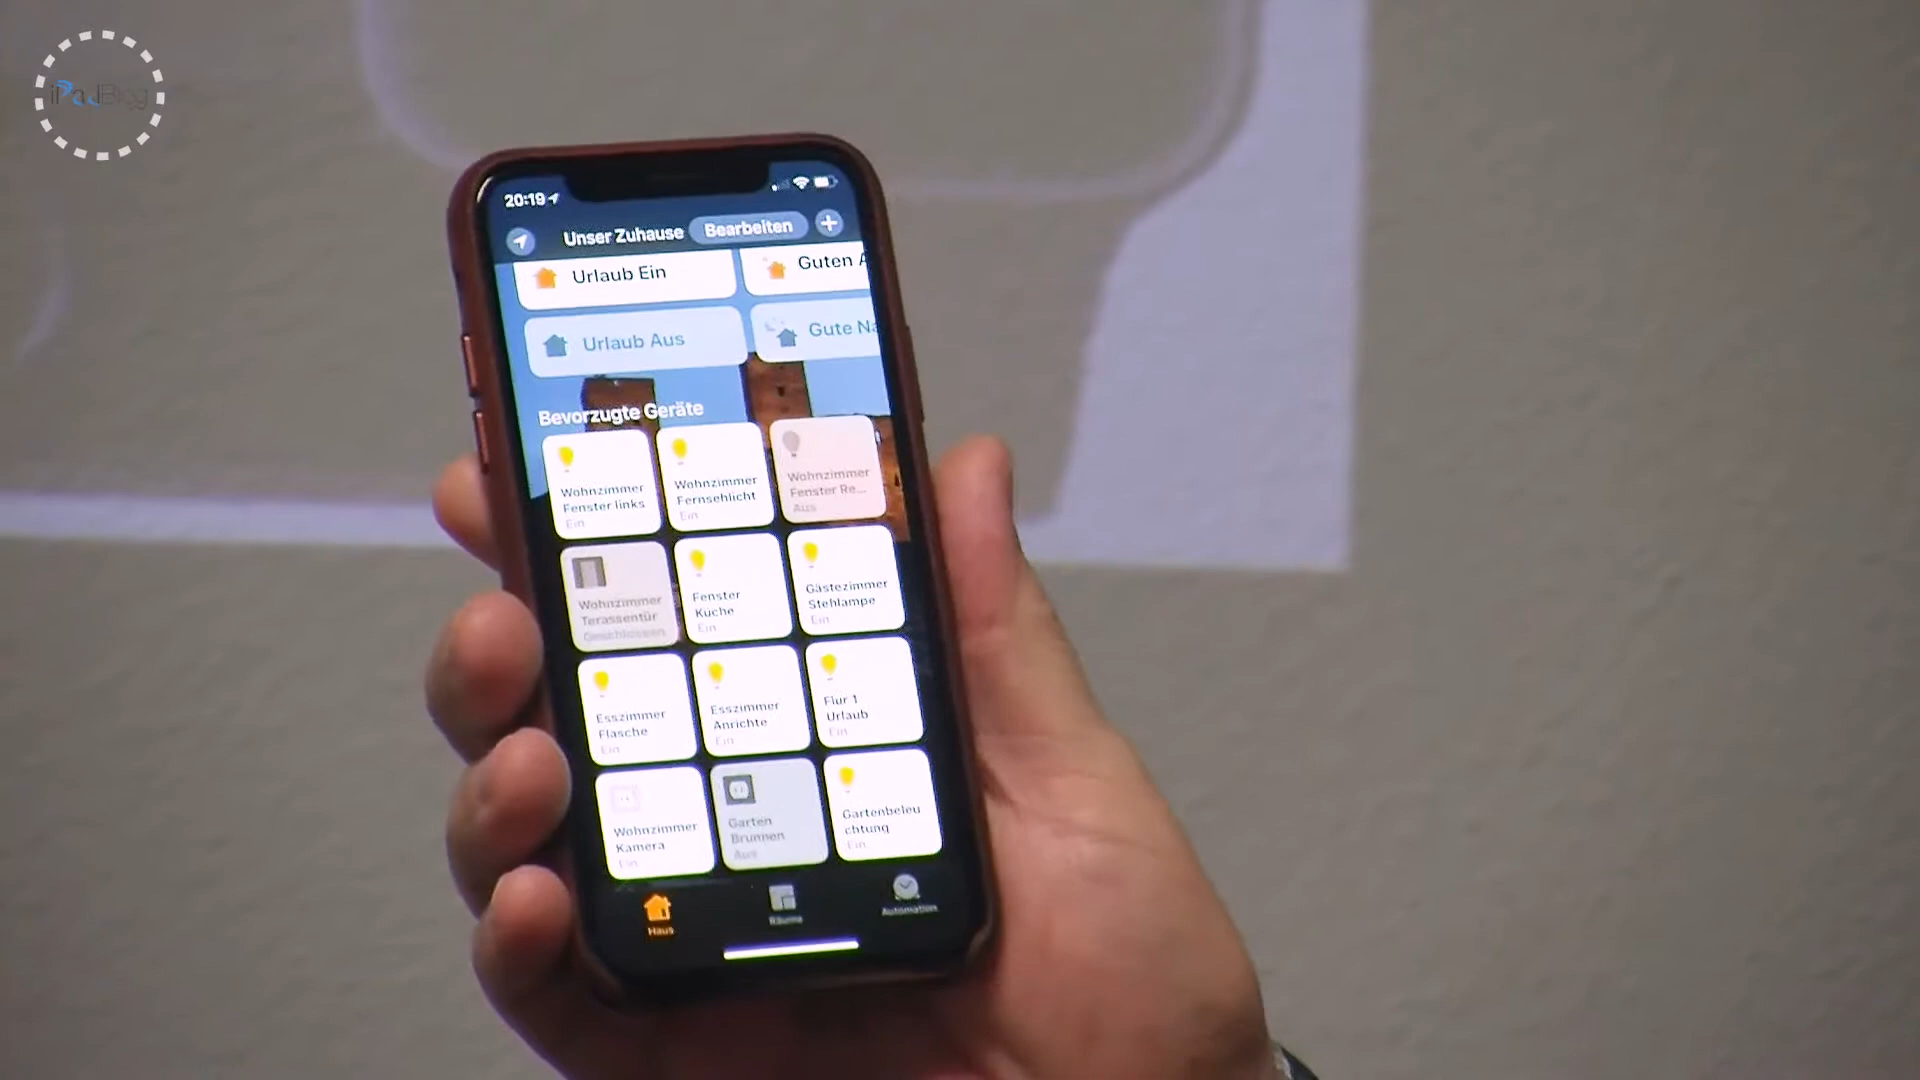 iPadBlog
20:19
Unser Zuhause
Bearbeiten
Urlaub Ein
Guten A
Urlaub Aus
Gute Na
Bevorzugte Geräte
Wohnzimmer
Fenster links
Ein
Wohnzimmer
Fernsehlicht
Ein
Wohnzimmer
Fenster Re...
Aus
Wohnzimmer
Terassentür
Geschlossen
Fenster
Küche
Ein
Gästezimmer
Stehlampe
Ein
Esszimmer
Flasche
Ein
Esszimmer
Anrichte
Ein
Flur 1
Urlaub
Ein
Wohnzimmer
Kamera
Ein
Garten
Brunnen
Aus
Gartenbeleu
chtung
Ein
Haus
Räume
Automation